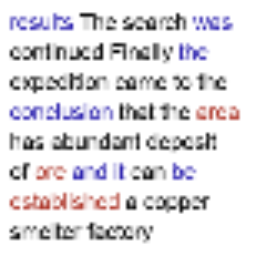 results The search was
continued Finally the
expedition came to the
conclusion that the area
has abundant deposit
of ore and it can be
established a copper
smelter factory